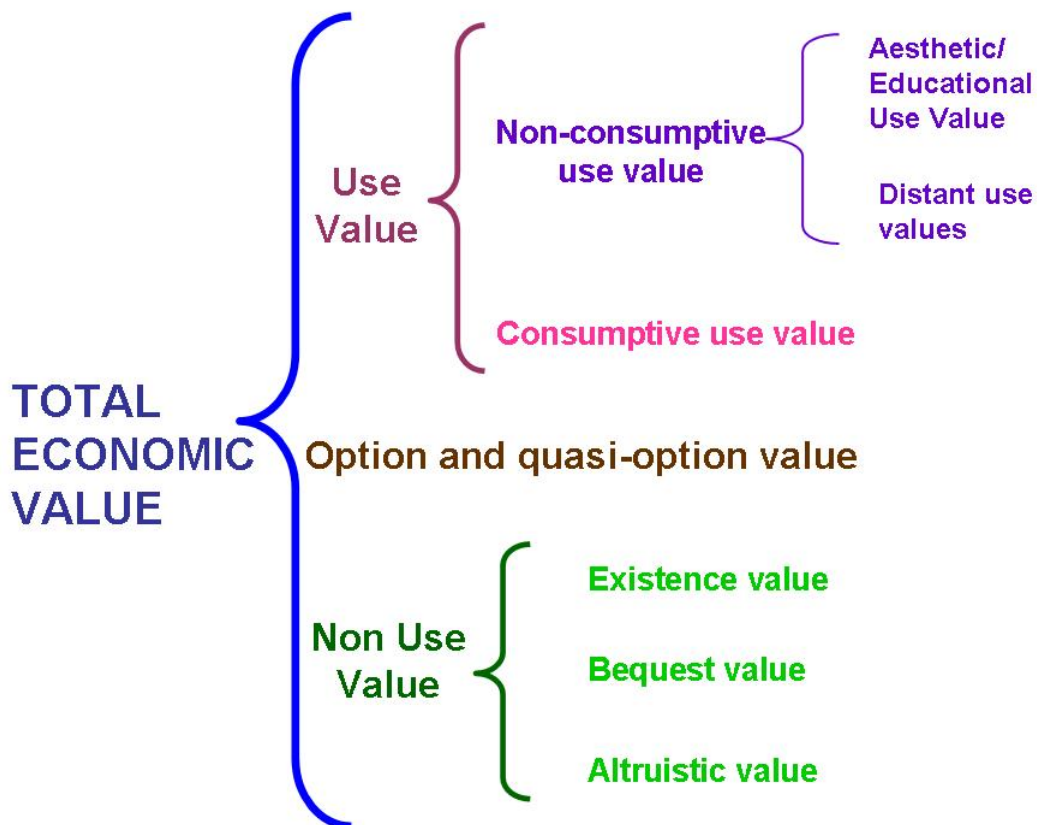 TOTAL
ECONOMIC
VALUE
Use
Value
Non-consumptive
use value
Aesthetic/
Educational
Use Value
Distant use
values
Consumptive use value
Option and quasi-option value
Non Use
Value
Existence value
Bequest value
Altruistic value